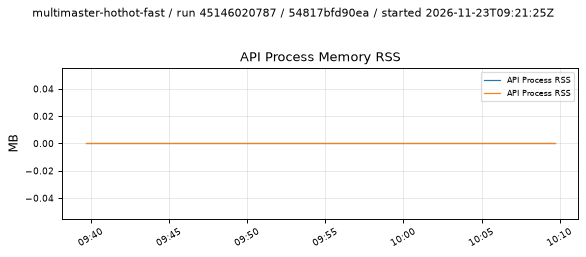 multimaster-hothot-fast / run 45146020787 / 54817bfd90ea / started 2026-11-23T09:21:25Z
API Process Memory RSS
API Process RSS
API Process RSS
MB
0.04
0.02
0.00
−0.02
−0.04
09:40
09:45
09:50
09:55
10:00
10:05
10:10